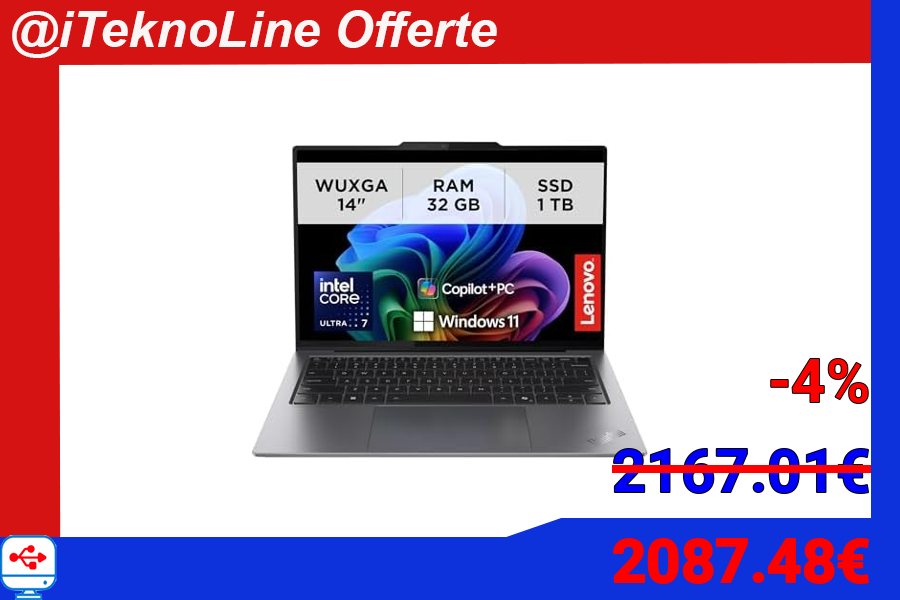 @iTeknoLine Offerte
WUXGA
14"
RAM
32 GB
SSD
1 TB
intel
CORE
ULTRA 7
Copilot+PC
Windows 11
Lenovo
-4%
2167.01€
2087.48€